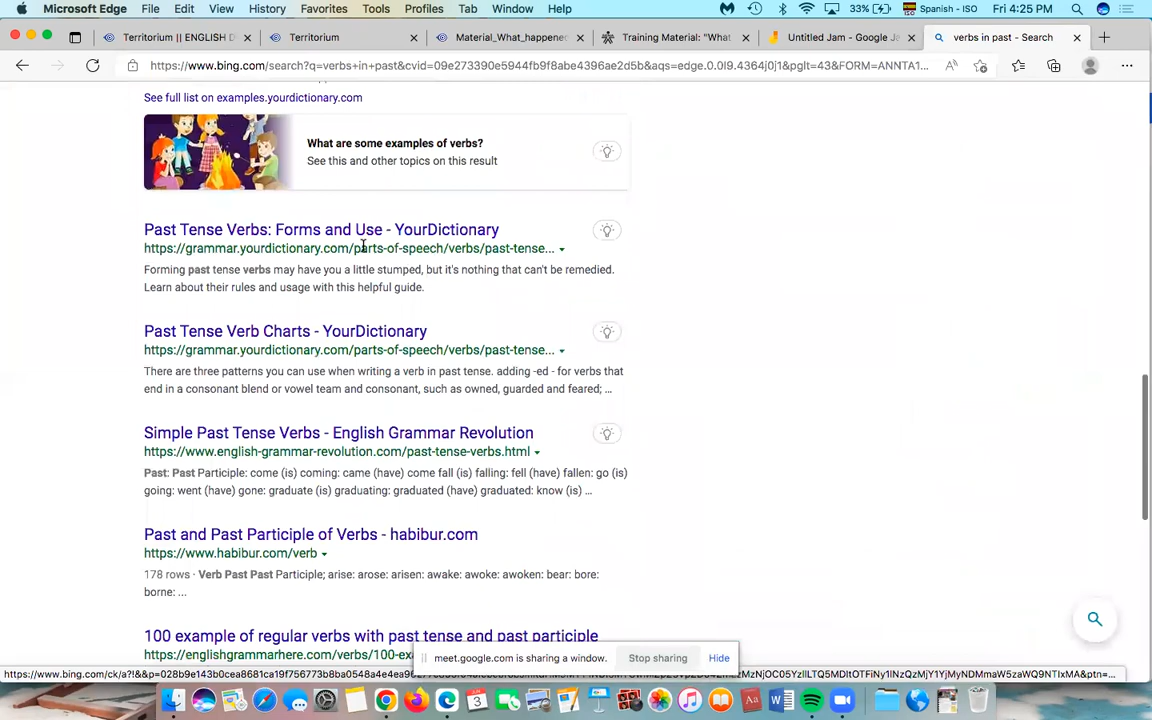 Microsoft Edge File Edit View History Favorites Tools Profiles Tab Window Help 33% Spanish - ISO Fri 4:25 PM
Territorium || ENGLISH D Territorium Material_What_happene Training Material: "What Untitled Jam - Google Ja verbs in past - Search
https://www.bing.com/search?q=verbs+in+past&cvid=09e273390e5944fb9f8abe4396ae2d5b&aqs=edge.0.0l9.4364j0j1&pglt=43&FORM=ANNTA1...
See full list on examples.yourdictionary.com
What are some examples of verbs?
See this and other topics on this result
Past Tense Verbs: Forms and Use - YourDictionary
https://grammar.yourdictionary.com/parts-of-speech/verbs/past-tense...
Forming past tense verbs may have you a little stumped, but it's nothing that can't be remedied.
Learn about their rules and usage with this helpful guide.
Past Tense Verb Charts - YourDictionary
https://grammar.yourdictionary.com/parts-of-speech/verbs/past-tense...
There are three patterns you can use when writing a verb in past tense. adding -ed - for verbs that
end in a consonant blend or vowel team and consonant, such as owned, guarded and feared; ...
Simple Past Tense Verbs - English Grammar Revolution
https://www.english-grammar-revolution.com/past-tense-verbs.html
Past: Past Participle: come (is) coming: came (have) come fall (is) falling: fell (have) fallen: go (is)
going: went (have) gone: graduate (is) graduating: graduated (have) graduated: know (is) ...
Past and Past Participle of Verbs - habibur.com
https://www.habibur.com/verb
178 rows · Verb Past Past Participle; arise: arose: arisen: awake: awoke: awoken: bear: bore:
borne: ...
100 example of regular verbs with past tense and past participle
https://englishgrammarhere.com/verbs/100-ex
meet.google.com is sharing a window. Stop sharing Hide